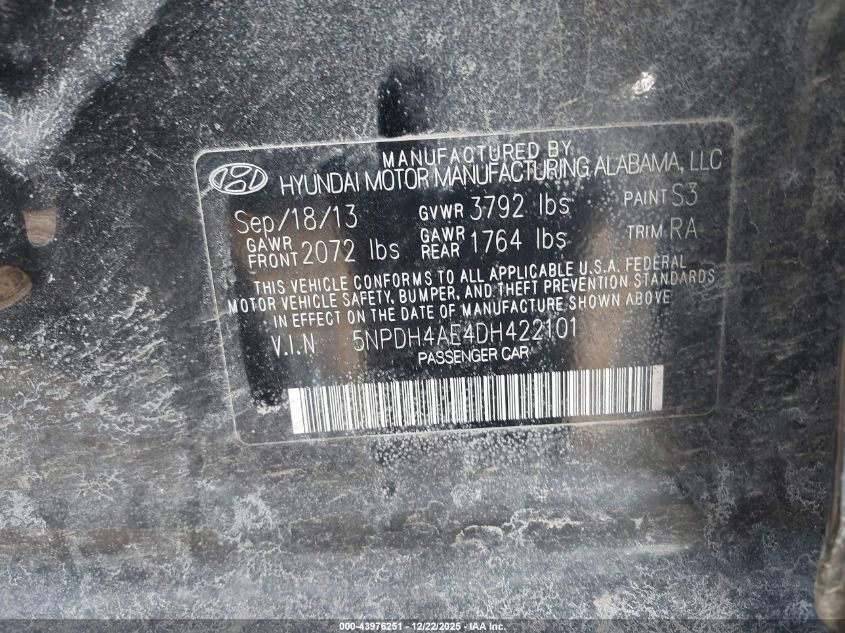 MANUFACTURED BY
HYUNDAI MOTOR MANUFACTURING ALABAMA, LLC
Sep/18/13 GVWR 3792 lbs PAINT S3
GAWR FRONT 2072 lbs GAWR REAR 1764 lbs TRIM RA
THIS VEHICLE CONFORMS TO ALL APPLICABLE U.S.A. FEDERAL
MOTOR VEHICLE SAFETY, BUMPER, AND THEFT PREVENTION STANDARDS
IN EFFECT ON THE DATE OF MANUFACTURE SHOWN ABOVE
V.I.N 5NPDH4AE4DH422101
PASSENGER CAR
000-43976251 - 12/22/2025 - IAA Inc.